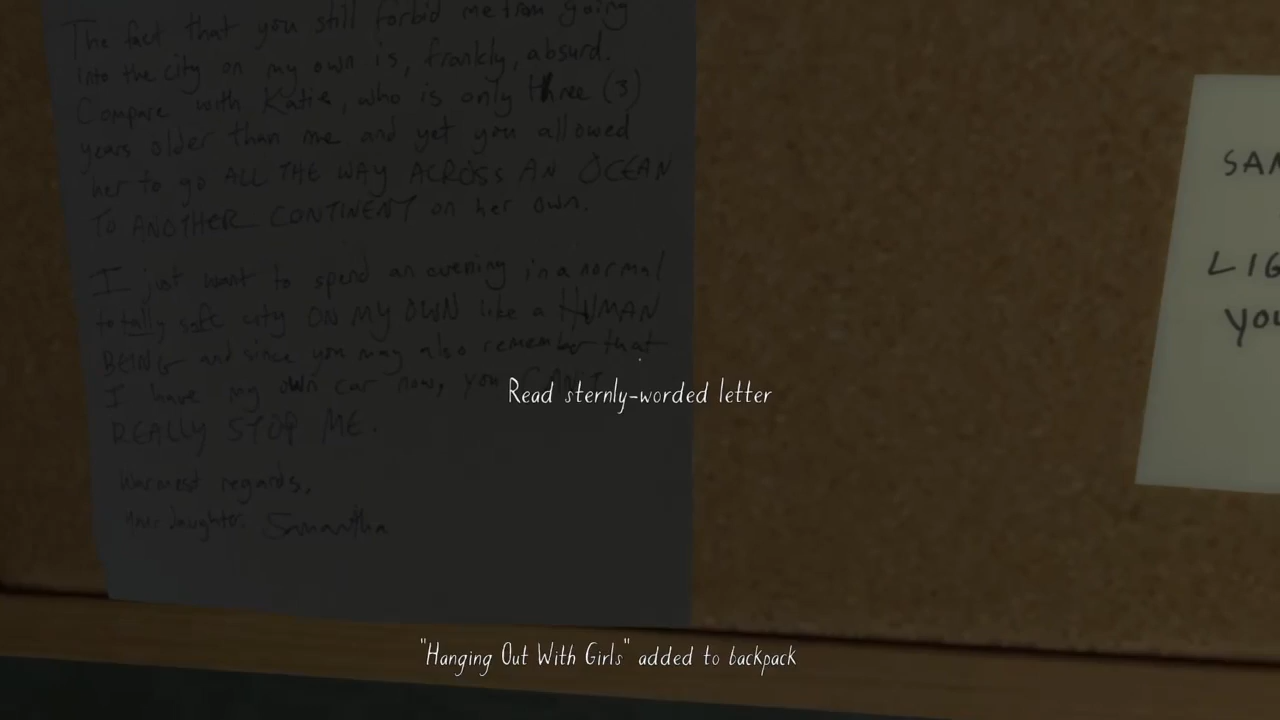 The fact that you still forbid me from going
into the city on my own is, frankly, absurd.
Compare with Katie, who is only three (3)
years older than me and yet you allowed
her to go ALL THE WAY ACROSS AN OCEAN
TO ANOTHER CONTINENT on her own.
I just want to spend an evening in a normal
totally safe city ON MY OWN like a HUMAN
BEING and since you may also remember that
I have my own car now, you CAN'T
REALLY STOP ME.
Warmest regards,
Your daughter, Samantha
SAM
LIG
YOU
Read sternly-worded letter
"Hanging Out With Girls" added to backpack